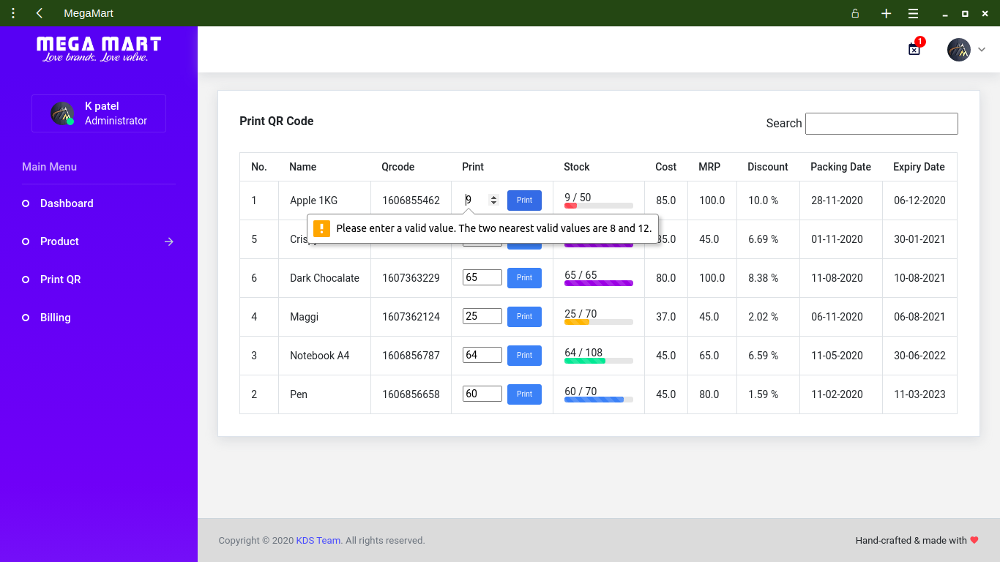 MegaMart
MEGA MART
Love brands. Love value.
1
K patel
Administrator
Main Menu
Dashboard
Product
Print QR
Billing
Print QR Code
Search
No. Name Qrcode Print Stock Cost MRP Discount Packing Date Expiry Date
1 Apple 1KG 1606855462 9 Print 9 / 50 85.0 100.0 10.0 % 28-11-2020 06-12-2020
Please enter a valid value. The two nearest valid values are 8 and 12.
5 45.0 6.69 % 01-11-2020 30-01-2021
6 Dark Chocalate 1607363229 65 Print 65 / 65 80.0 100.0 8.38 % 11-08-2020 10-08-2021
4 Maggi 1607362124 25 Print 25 / 70 37.0 45.0 2.02 % 06-11-2020 06-08-2021
3 Notebook A4 1606856787 64 Print 64 / 108 45.0 65.0 6.59 % 11-05-2020 30-06-2022
2 Pen 1606856658 60 Print 60 / 70 45.0 80.0 1.59 % 11-02-2020 11-03-2023
Copyright © 2020 KDS Team. All rights reserved.
Hand-crafted & made with